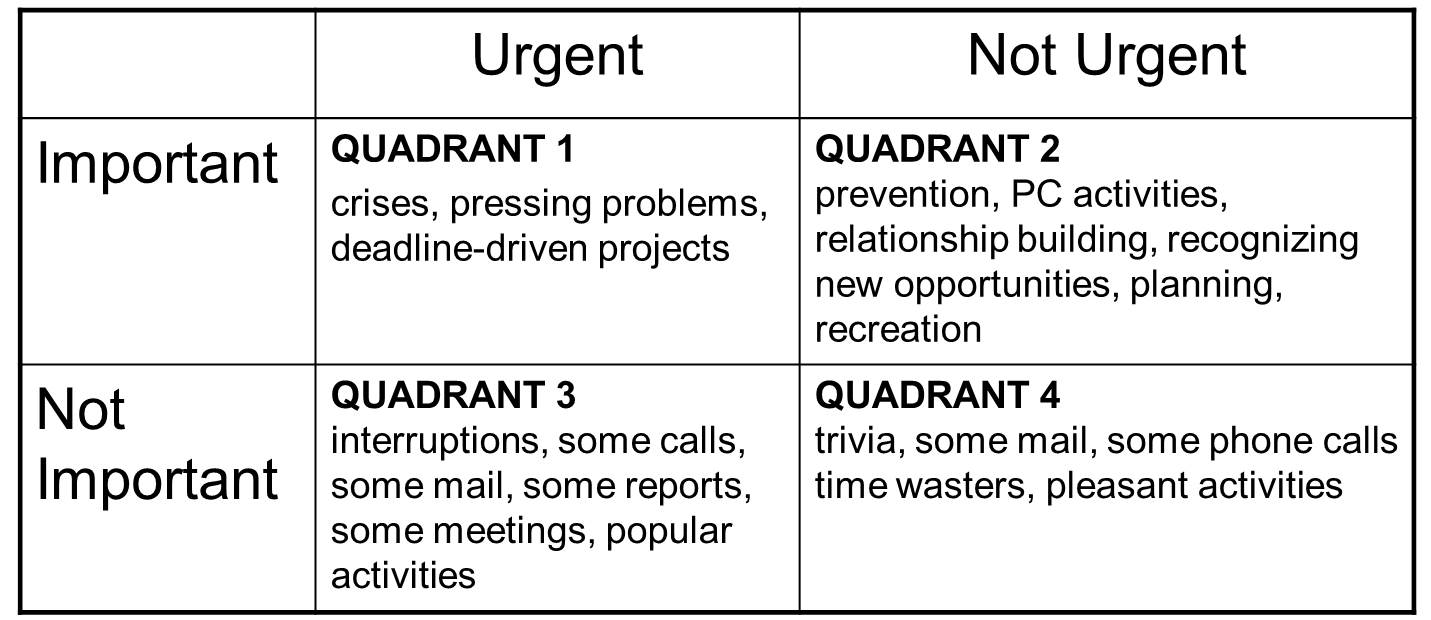 Urgent
Not Urgent
Important
QUADRANT 1
crises, pressing problems,
deadline-driven projects
QUADRANT 2
prevention, PC activities,
relationship building, recognizing
new opportunities, planning,
recreation
Not
Important
QUADRANT 3
interruptions, some calls,
some mail, some reports,
some meetings, popular
activities
QUADRANT 4
trivia, some mail, some phone calls
time wasters, pleasant activities